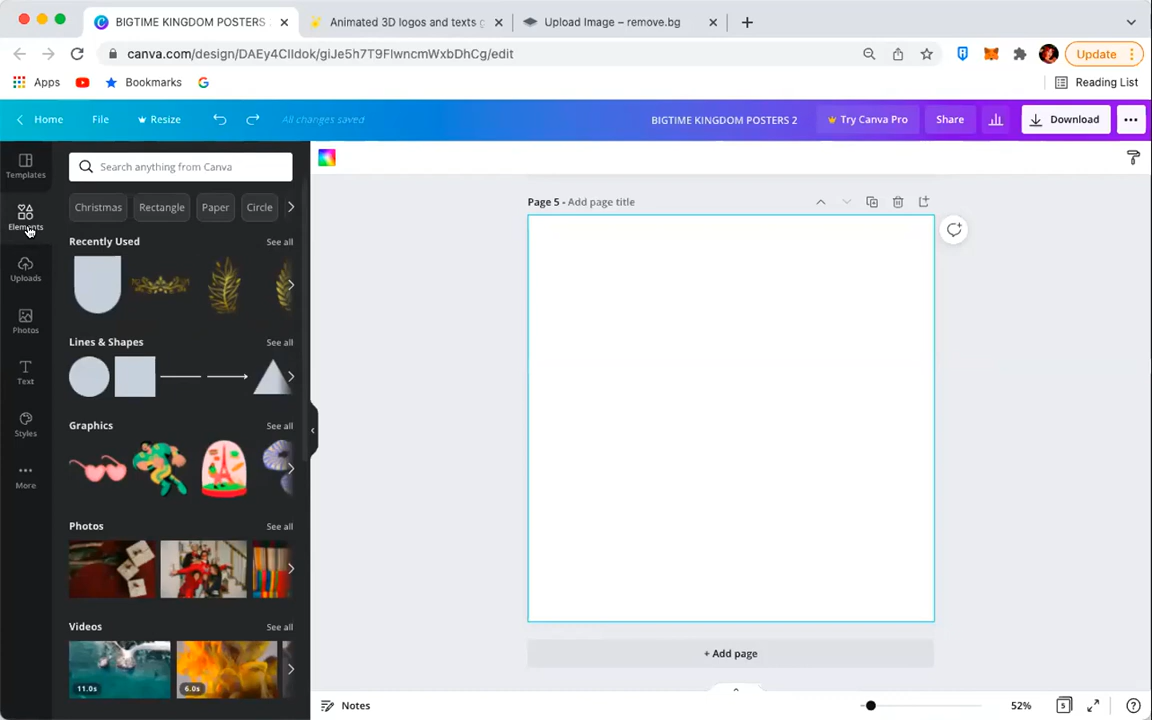 BIGTIME KINGDOM POSTERS
Animated 3D logos and texts g
Upload Image – remove.bg
canva.com/design/DAEy4ClIdok/giJe5h7T9FlwncmWxbDhCg/edit
Update
Apps
Bookmarks
Reading List
Home
File
Resize
All changes saved
BIGTIME KINGDOM POSTERS 2
Try Canva Pro
Share
Download
Templates
Elements
Uploads
Photos
Text
Styles
More
Search anything from Canva
Christmas
Rectangle
Paper
Circle
Recently Used
See all
Lines & Shapes
See all
Graphics
See all
Photos
See all
Videos
See all
11.0s
6.0s
Page 5 - Add page title
+ Add page
Notes
52%
5